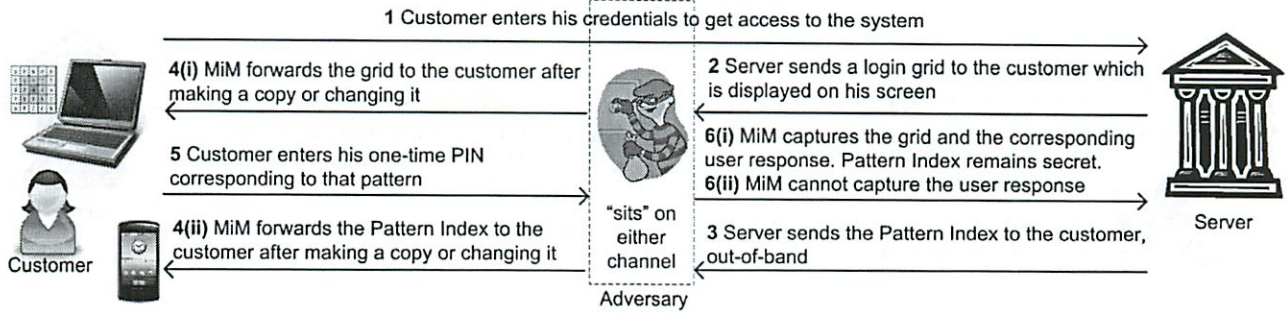 1 Customer enters his credentials to get access to the system
4(i) MiM forwards the grid to the customer after
making a copy or changing it
2 Server sends a login grid to the customer which
is displayed on his screen
6(i) MiM captures the grid and the corresponding
user response. Pattern Index remains secret.
6(ii) MiM cannot capture the user response
5 Customer enters his one-time PIN
corresponding to that pattern
4(ii) MiM forwards the Pattern Index to the
customer after making a copy or changing it
"sits" on
either
channel
3 Server sends the Pattern Index to the customer,
out-of-band
Customer
Adversary
Server